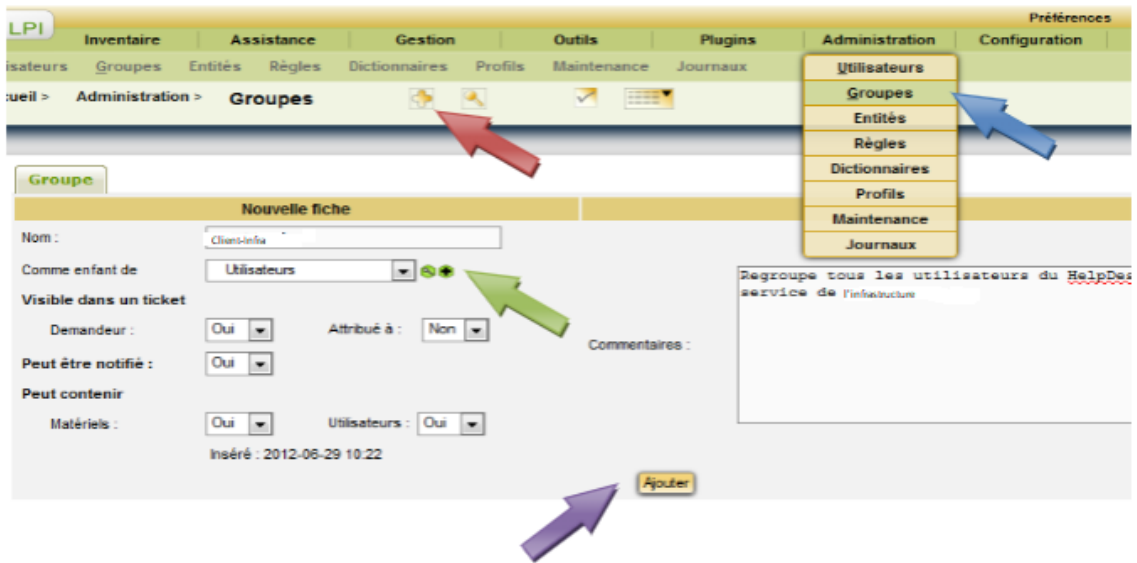 LPI
Préférences
Inventaire Assistance Gestion Outils Plugins Administration Configuration
isateurs Groupes Entités Règles Dictionnaires Profils Maintenance Journaux
cueil > Administration > Groupes
Utilisateurs
Groupes
Entités
Règles
Dictionnaires
Profils
Maintenance
Journaux
Groupe
Nouvelle fiche
Nom : Client-Infra
Comme enfant de Utilisateurs
Visible dans un ticket
Demandeur : Oui Attribué à : Non
Peut être notifié : Oui
Peut contenir
Matériels : Oui Utilisateurs : Oui
Inséré : 2012-06-29 10:22
Commentaires :
Regroupe tous les utilisateurs du HelpDes
service de l'infrastructure
Ajouter